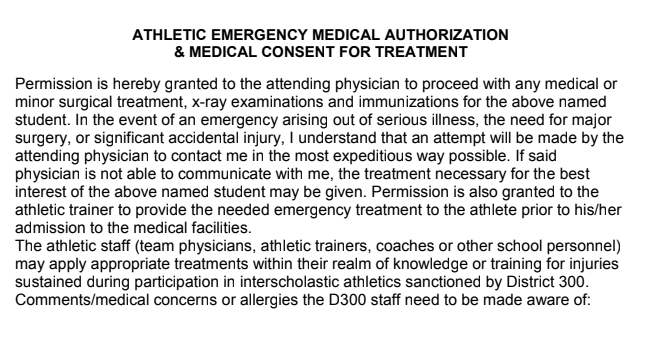 ATHLETIC EMERGENCY MEDICAL AUTHORIZATION
& MEDICAL CONSENT FOR TREATMENT
Permission is hereby granted to the attending physician to proceed with any medical or
minor surgical treatment, x-ray examinations and immunizations for the above named
student. In the event of an emergency arising out of serious illness, the need for major
surgery, or significant accidental injury, I understand that an attempt will be made by the
attending physician to contact me in the most expeditious way possible. If said
physician is not able to communicate with me, the treatment necessary for the best
interest of the above named student may be given. Permission is also granted to the
athletic trainer to provide the needed emergency treatment to the athlete prior to his/her
admission to the medical facilities.
The athletic staff (team physicians, athletic trainers, coaches or other school personnel)
may apply appropriate treatments within their realm of knowledge or training for injuries
sustained during participation in interscholastic athletics sanctioned by District 300.
Comments/medical concerns or allergies the D300 staff need to be made aware of: